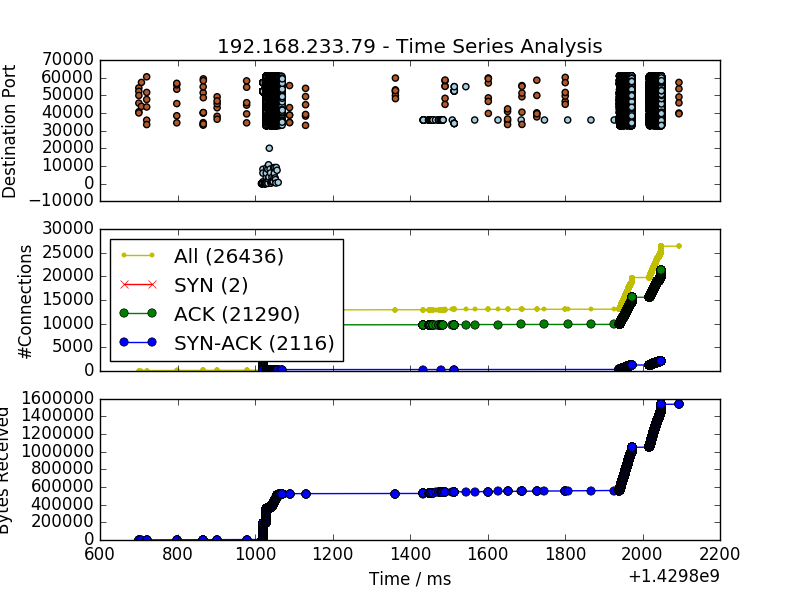 192.168.233.79 - Time Series Analysis
70000
60000
50000
40000
30000
20000
10000
0
−10000
Destination Port
30000
25000
20000
15000
10000
5000
0
#Connections
All (26436)
SYN (2)
ACK (21290)
SYN-ACK (2116)
1600000
1400000
1200000
1000000
800000
600000
400000
200000
0
Bytes Received
600 800 1000 1200 1400 1600 1800 2000 2200
Time / ms
+1.4298e9